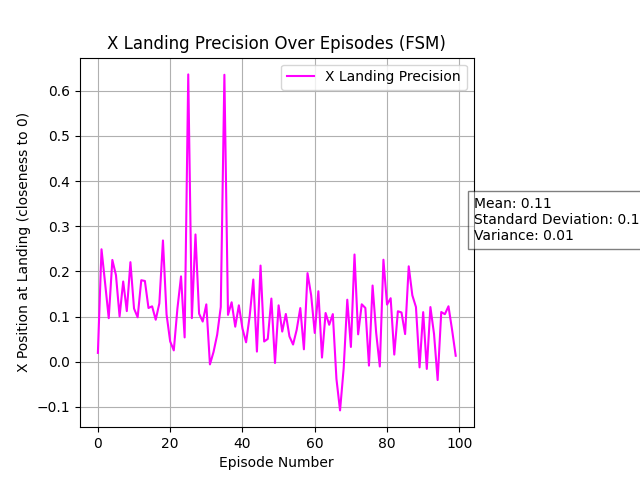 X Landing Precision Over Episodes (FSM)
X Landing Precision
X Position at Landing (closeness to 0)
0.6
0.5
0.4
0.3
0.2
0.1
0.0
−0.1
0
20
40
60
80
100
Episode Number
Mean: 0.11
Standard Deviation: 0.1
Variance: 0.01